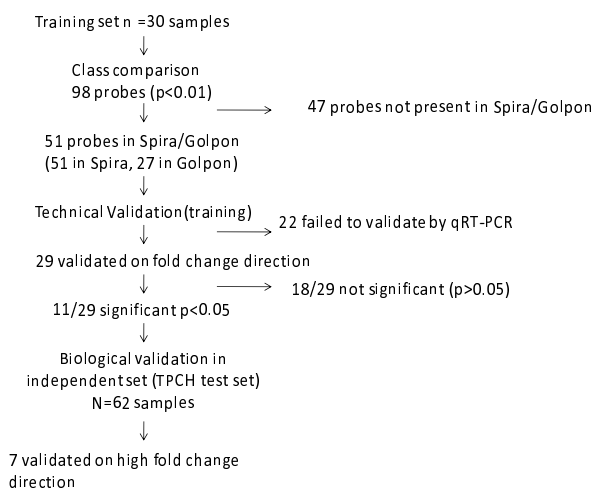 Training set n =30 samples
Class comparison
98 probes (p<0.01)
47 probes not present in Spira/Golpon
51 probes in Spira/Golpon
(51 in Spira, 27 in Golpon)
Technical Validation (training)
22 failed to validate by qRT-PCR
29 validated on fold change direction
18/29 not significant (p>0.05)
11/29 significant p<0.05
Biological validation in
independent set (TPCH test set)
N=62 samples
7 validated on high fold change
direction